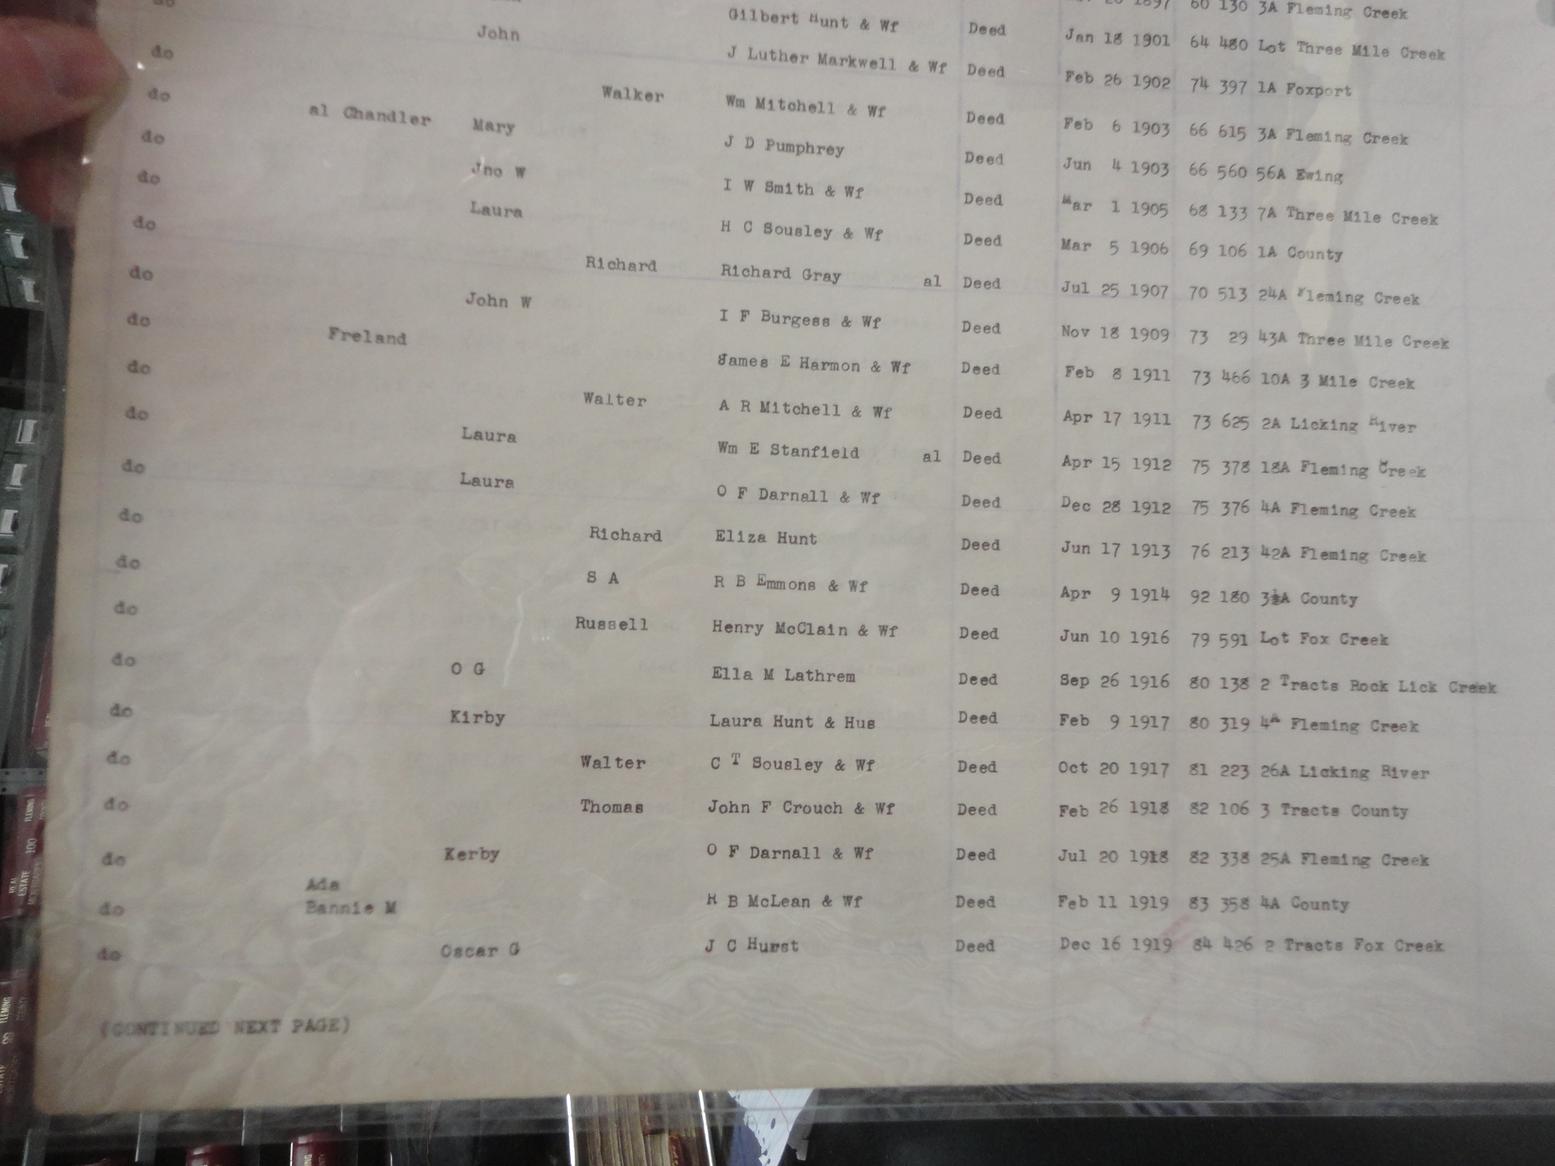 60 130 3A Fleming Creek
Gilbert Hunt & Wf Deed Jan 18 1901 64 480 Lot Three Mile Creek
do John J Luther Markwell & Wf Deed Feb 26 1902 74 397 1A Foxport
do Walker Wm Mitchell & Wf Deed Feb 6 1903 66 615 3A Fleming Creek
do al Chandler Mary J D Pumphrey Deed Jun 4 1903 66 560 56A Ewing
do Jno W I W Smith & Wf Deed Mar 1 1905 68 133 7A Three Mile Creek
do Laura H C Sousley & Wf Deed Mar 5 1906 69 106 1A County
do Richard Richard Gray al Deed Jul 25 1907 70 513 24A Fleming Creek
do John W I F Burgess & Wf Deed Nov 18 1909 73 29 43A Three Mile Creek
do Freland James E Harmon & Wf Deed Feb 8 1911 73 466 10A 3 Mile Creek
do Walter A R Mitchell & Wf Deed Apr 17 1911 73 625 2A Licking River
do Laura Wm E Stanfield al Deed Apr 15 1912 75 378 18A Fleming Creek
do Laura O F Darnall & Wf Deed Dec 28 1912 75 376 4A Fleming Creek
do Richard Eliza Hunt Deed Jun 17 1913 76 213 42A Fleming Creek
do S A R B Emmons & Wf Deed Apr 9 1914 92 180 3½A County
do Russell Henry McClain & Wf Deed Jun 10 1916 79 591 Lot Fox Creek
do O G Ella M Lathrem Deed Sep 26 1916 80 138 2 Tracts Rock Lick Creek
do Kirby Laura Hunt & Hus Deed Feb 9 1917 80 319 4A Fleming Creek
do Walter C T Sousley & Wf Deed Oct 20 1917 81 223 26A Licking River
do Thomas John F Crouch & Wf Deed Feb 26 1918 82 106 3 Tracts County
do Kerby O F Darnall & Wf Deed Jul 20 1918 82 338 25A Fleming Creek
Ada
do Bannie M R B McLean & Wf Deed Feb 11 1919 83 358 4A County
do Oscar G J C Hurst Deed Dec 16 1919 84 426 2 Tracts Fox Creek
(CONTINUED NEXT PAGE)